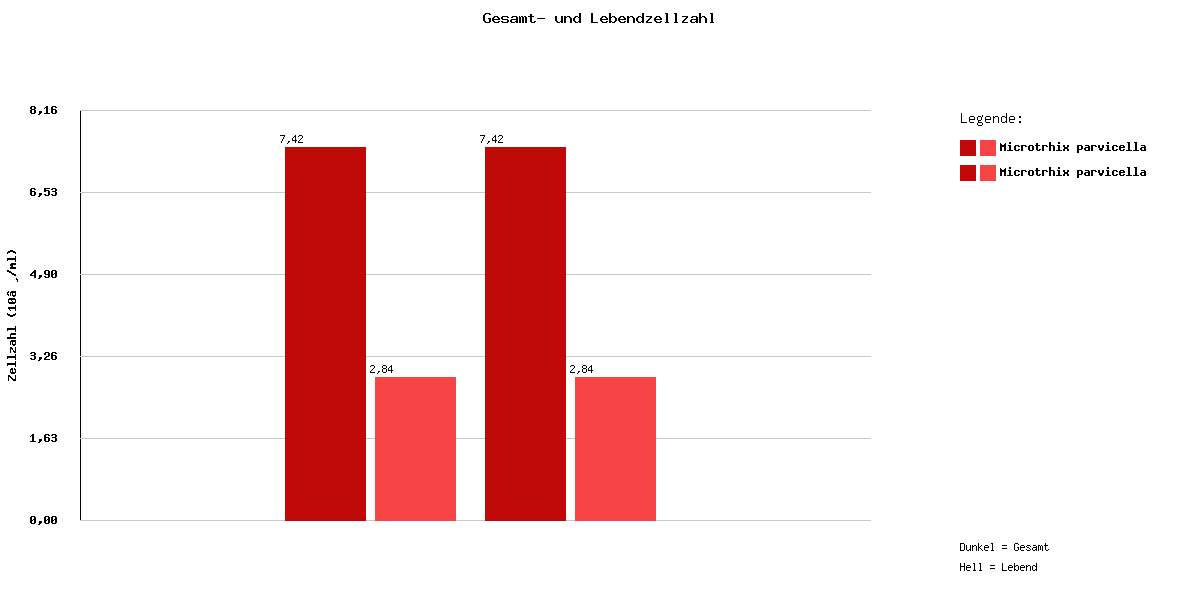 Gesamt- und Lebendzellzahl
8,16
6,53
4,90
3,26
1,63
0,00
Zellzahl (10â ,/ml)
7,42
2,84
7,42
2,84
Legende:
Microtrhix parvicella
Microtrhix parvicella
Dunkel = Gesamt
Hell = Lebend